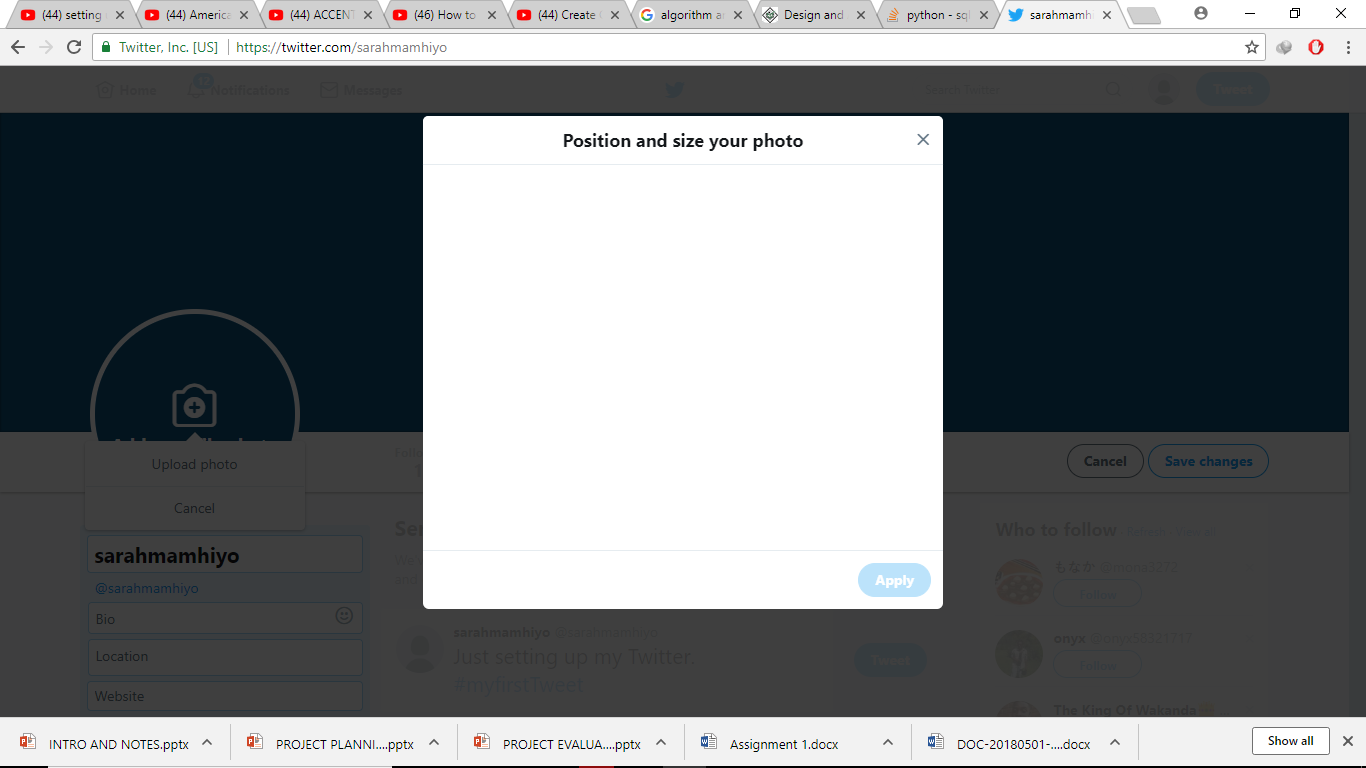 (44) setting
(44) America
(44) ACCENT
(46) How to
(44) Create
algorithm a
Design and
python - sql
sarahmamhi
Twitter, Inc. [US]
https://twitter.com/sarahmamhiyo
Home
Notifications
Messages
Search Twitter
Tweet
Position and size your photo
Upload photo
Cancel
Cancel
Save changes
Apply
sarahmamhiyo
@sarahmamhiyo
Bio
Location
Website
Who to follow
Refresh
View all
もなか
Follow
onyx
Follow
The King Of Wakanda
sarahmamhiyo @sarahmamhiyo
Just setting up my Twitter.
#myfirstTweet
Tweet
INTRO AND NOTES.pptx
PROJECT PLANNI....pptx
PROJECT EVALUA....pptx
Assignment 1.docx
DOC-20180501-....docx
Show all